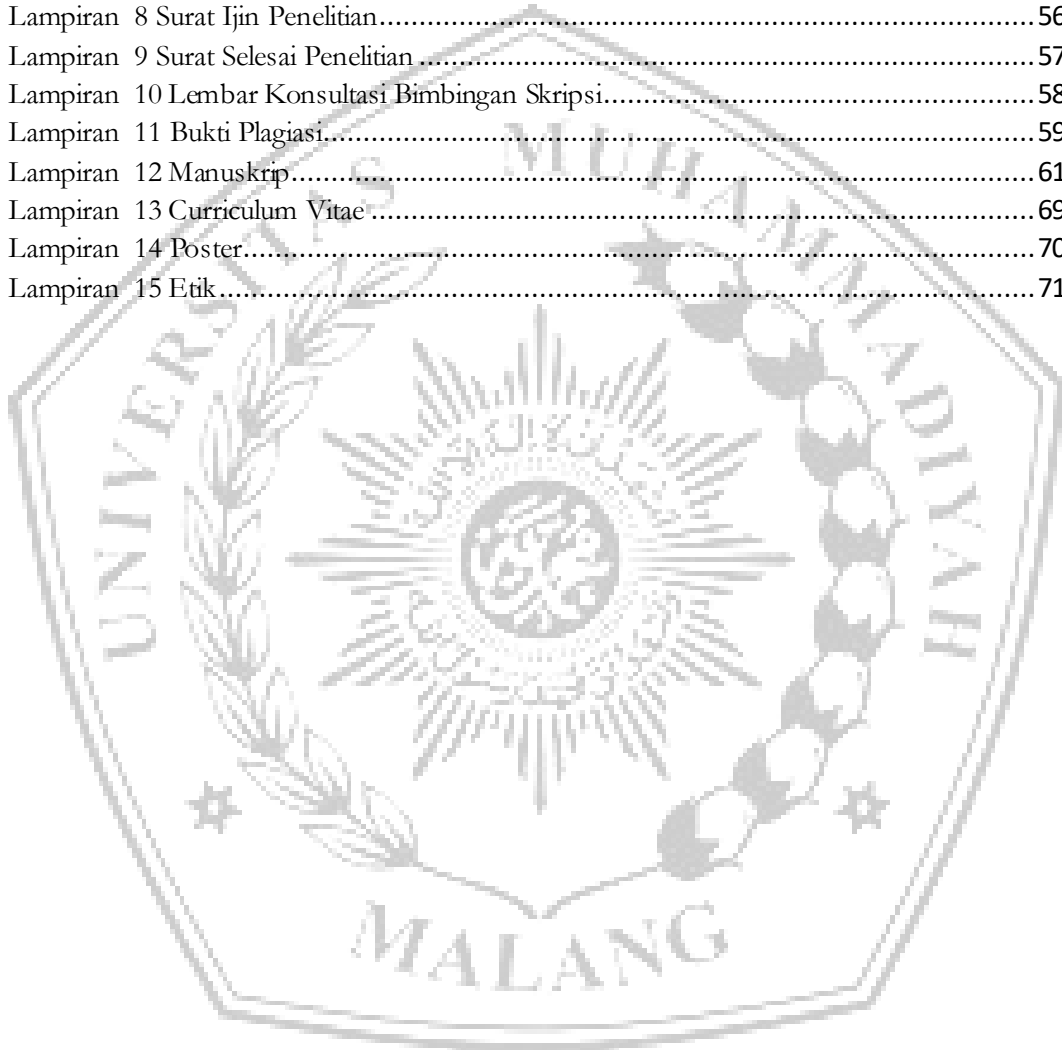 Lampiran 8 Surat Ijin Penelitian........................................................................56
Lampiran 9 Surat Selesai Penelitian........................................................................57
Lampiran 10 Lembar Konsultasi Bimbingan Skripsi........................................................................58
Lampiran 11 Bukti Plagiasi........................................................................59
Lampiran 12 Manuskrip........................................................................61
Lampiran 13 Curriculum Vitae........................................................................69
Lampiran 14 Poster........................................................................70
Lampiran 15 Etik........................................................................71
UNIVERSITAS MUHAMMADIYAH
MALANG